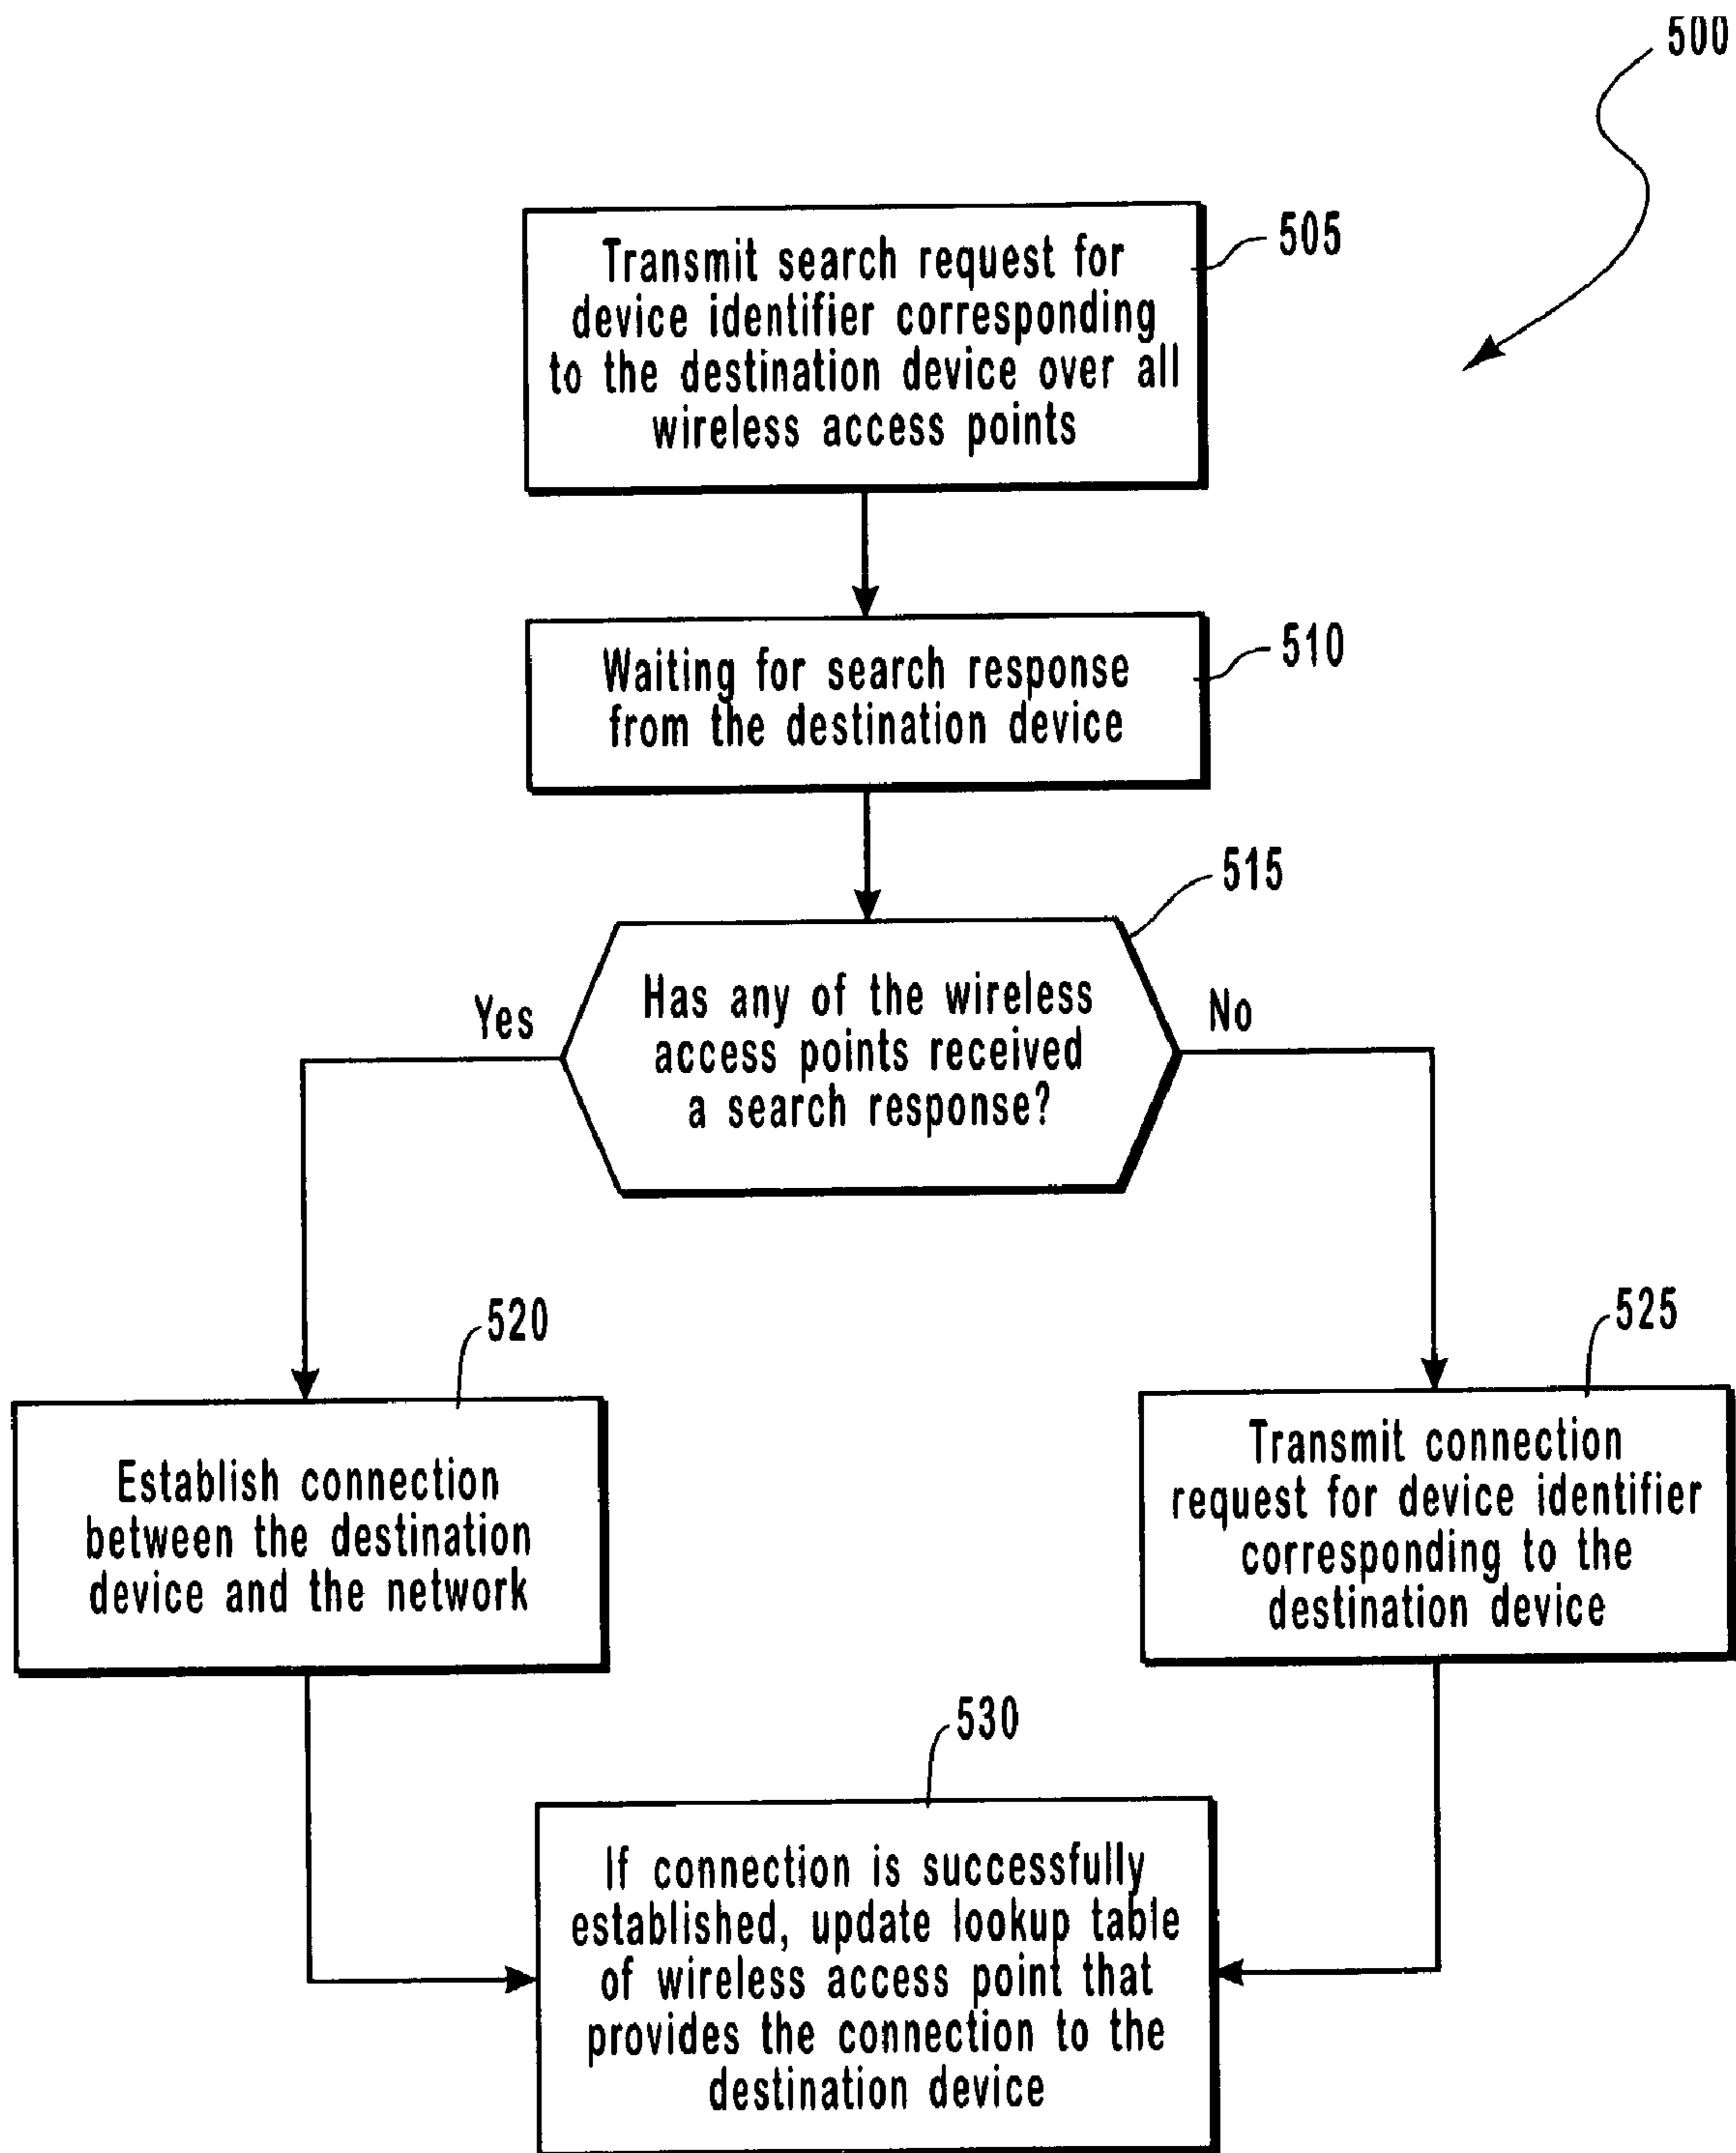 500
505
Transmit search request for
device identifier corresponding
to the destination device over all
wireless access points
510
Waiting for search response
from the destination device
515
Has any of the wireless
access points received
a search response?
Yes
No
520
Establish connection
between the destination
device and the network
525
Transmit connection
request for device identifier
corresponding to the
destination device
530
If connection is successfully
established, update lookup table
of wireless access point that
provides the connection to the
destination device